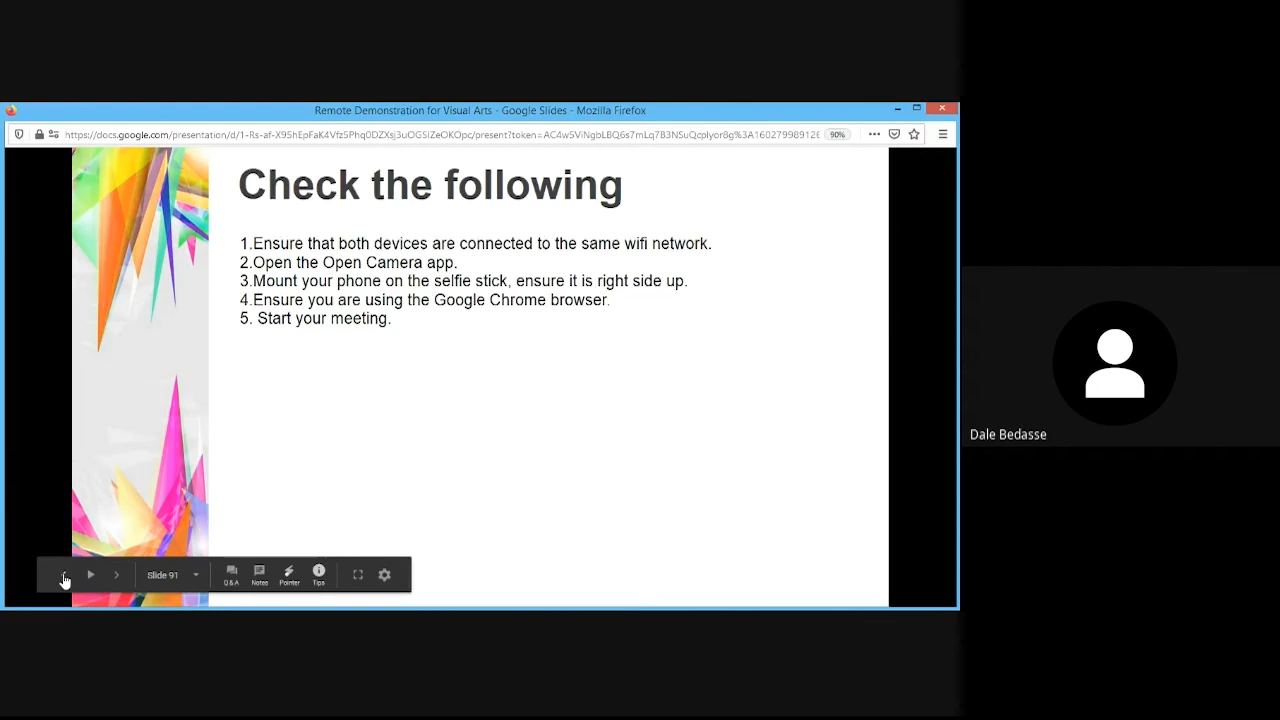 Remote Demonstration for Visual Arts - Google Slides - Mozilla Firefox
90%
Check the following
1.Ensure that both devices are connected to the same wifi network.
2.Open the Open Camera app.
3.Mount your phone on the selfie stick, ensure it is right side up.
4.Ensure you are using the Google Chrome browser.
5. Start your meeting.
Dale Bedasse
Slide 91
Q&A Notes Pointer Tips